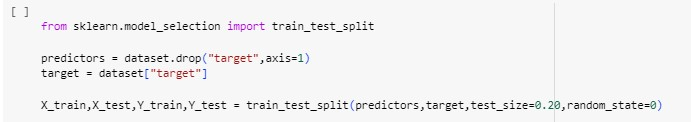 [ ]
from sklearn.model_selection import train_test_split
predictors = dataset.drop("target",axis=1)
target = dataset["target"]
X_train,X_test,Y_train,Y_test = train_test_split(predictors,target,test_size=0.20,random_state=0)